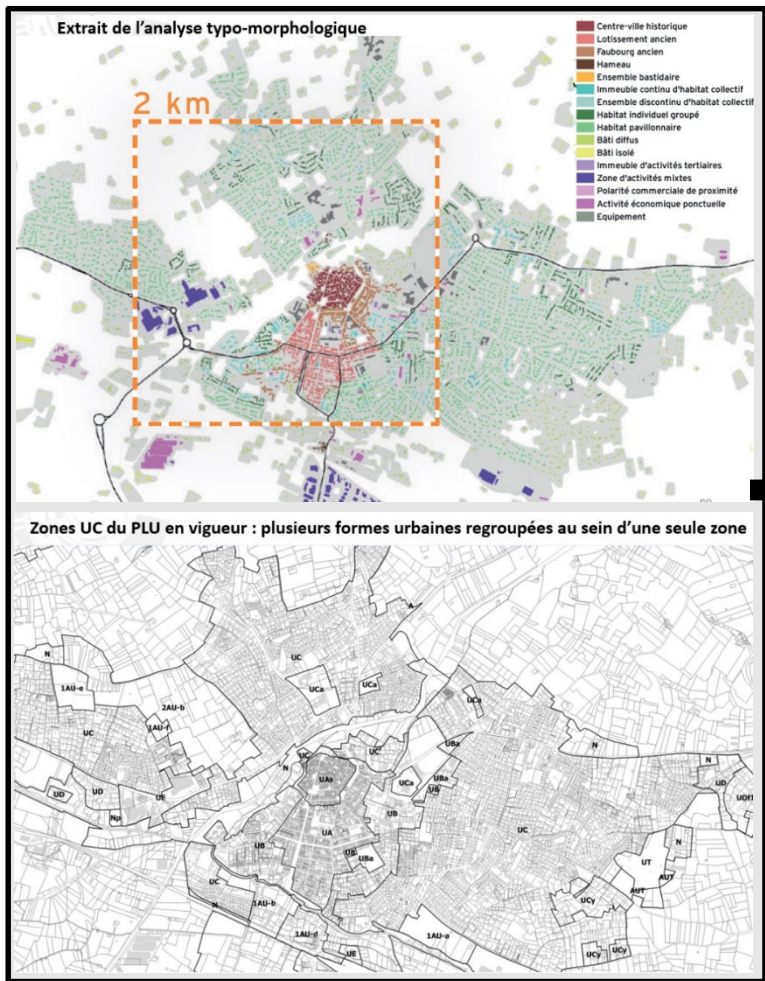 Extrait de l'analyse typo-morphologique
2 km
Centre-ville historique
Lotissement ancien
Faubourg ancien
Hameau
Ensemble bastidaire
Immeuble continu d'habitat collectif
Ensemble discontinu d'habitat collectif
Habitat individuel groupé
Habitat pavillonnaire
Bâti diffus
Bâti isolé
Immeuble d'activités tertiaires
Zone d'activités mixtes
Polarité commerciale de proximité
Activité économique ponctuelle
Equipement
Zones UC du PLU en vigueur : plusieurs formes urbaines regroupées au sein d'une seule zone
A
N
UC
1AU-e
UCa
UCa
UCa
2AU-b
UC
1AU-f
UC
UC
UBa
N
N
N
UAs
UCa
UBa
UB
UD
UD
UE
UD
UDf1
Np
UB
UC
UA
UB
UB
UBa
UT
N
UC
AUT
AUT
N
1AU-b
UCy
1AU-d
1AU-a
UE
UCy
UCy